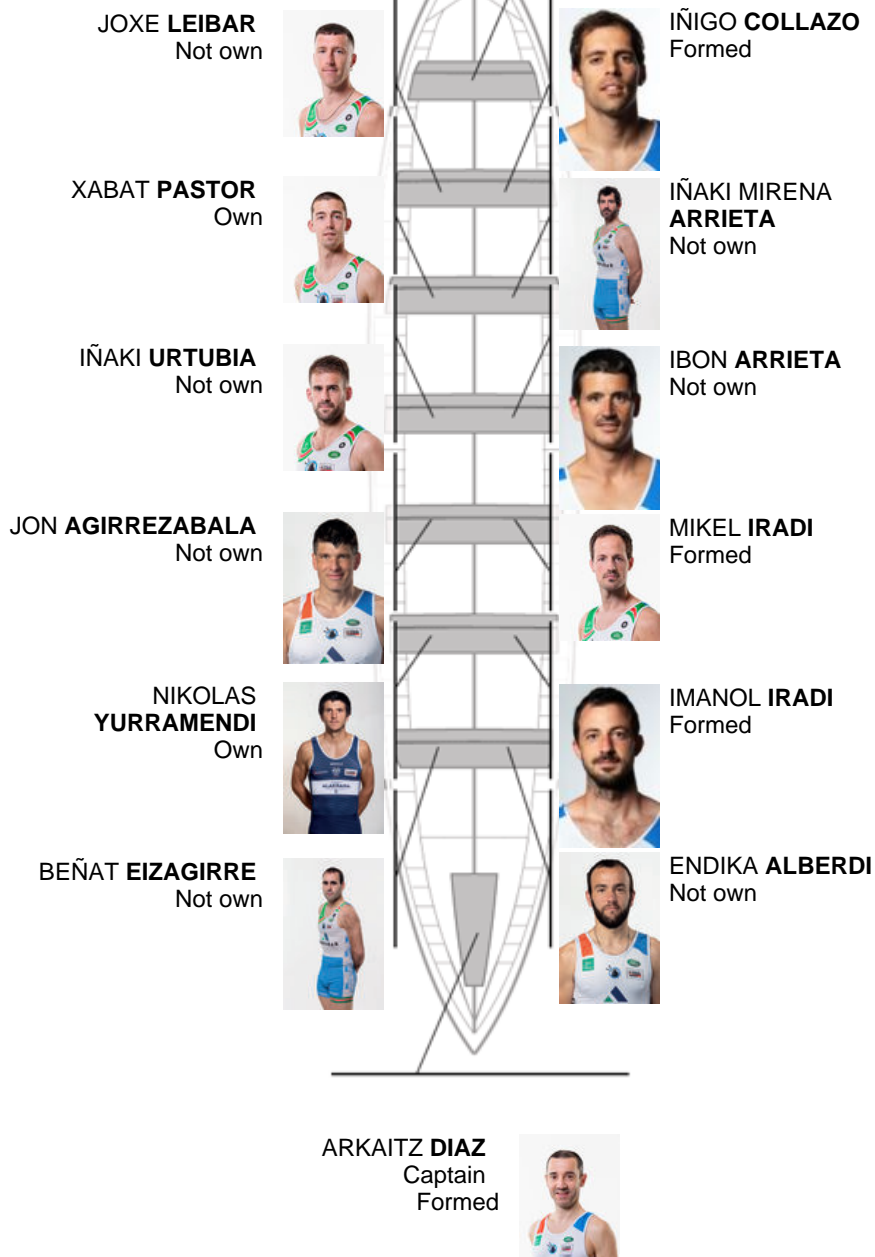 JOXE LEIBAR
Not own
IÑIGO COLLAZO
Formed
XABAT PASTOR
Own
IÑAKI MIRENA
ARRIETA
Not own
IÑAKI URTUBIA
Not own
IBON ARRIETA
Not own
JON AGIRREZABALA
Not own
MIKEL IRADI
Formed
NIKOLAS
YURRAMENDI
Own
IMANOL IRADI
Formed
BEÑAT EIZAGIRRE
Not own
ENDIKA ALBERDI
Not own
ARKAITZ DIAZ
Captain
Formed